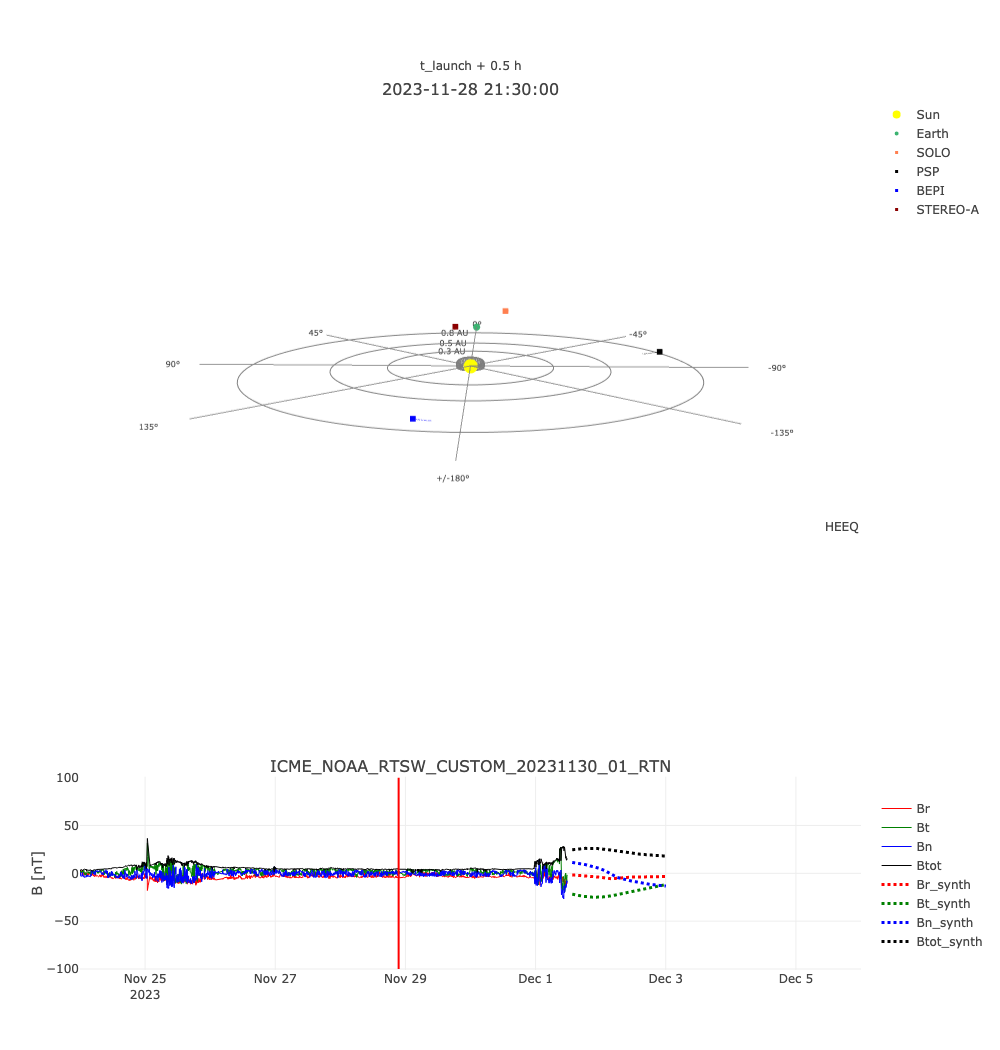 t_launch + 0.5 h
2023-11-28 21:30:00
Sun
Earth
SOLO
PSP
BEPI
STEREO-A
0°
45°
0.8 AU
-45°
0.5 AU
0.3 AU
90°
-90°
135°
-135°
+/-180°
HEEQ
ICME_NOAA_RTSW_CUSTOM_20231130_01_RTN
B [nT]
100
50
0
−50
−100
Nov 25
2023
Nov 27
Nov 29
Dec 1
Dec 3
Dec 5
Br
Bt
Bn
Btot
Br_synth
Bt_synth
Bn_synth
Btot_synth